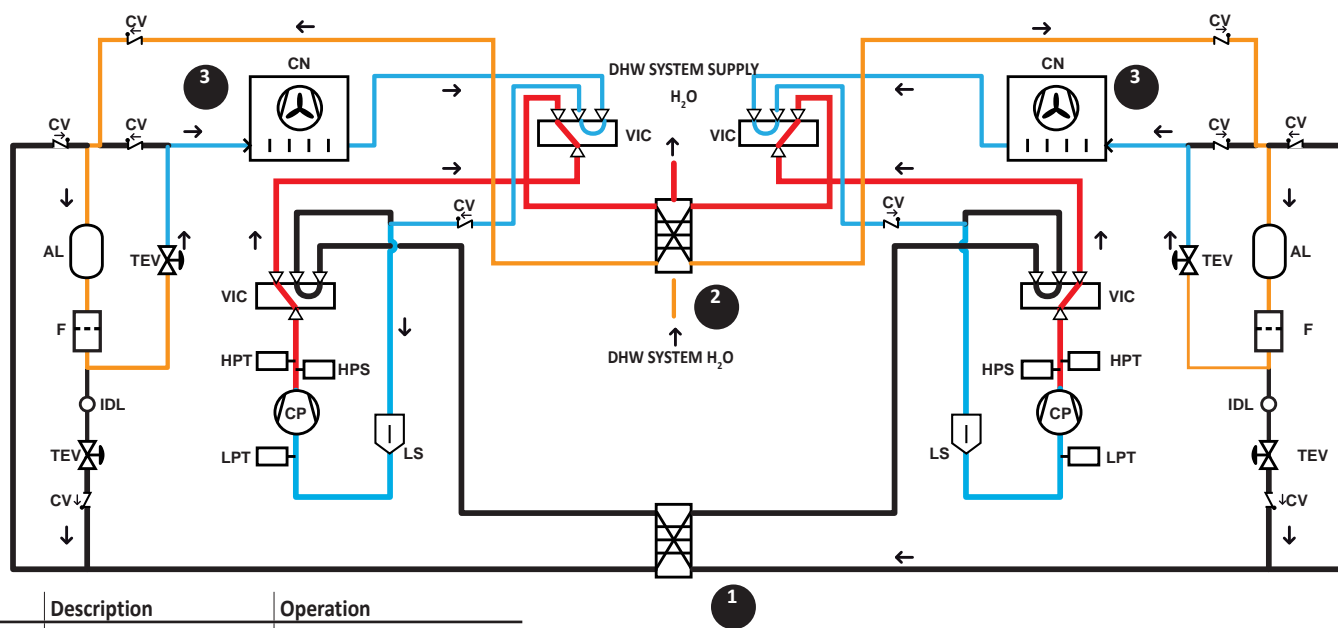 CV
CV
3
CN
DHW SYSTEM SUPPLY
H₂O
CN
3
CV
CV
VIC
VIC
CV
CV
CV
CV
AL
TEV
TEV
AL
VIC
2
VIC
F
F
DHW SYSTEM H₂O
HPT
HPS
HPS
HPT
IDL
CP
CP
IDL
TEV
LPT
LS
LS
LPT
TEV
CV
CV
1
Description Operation